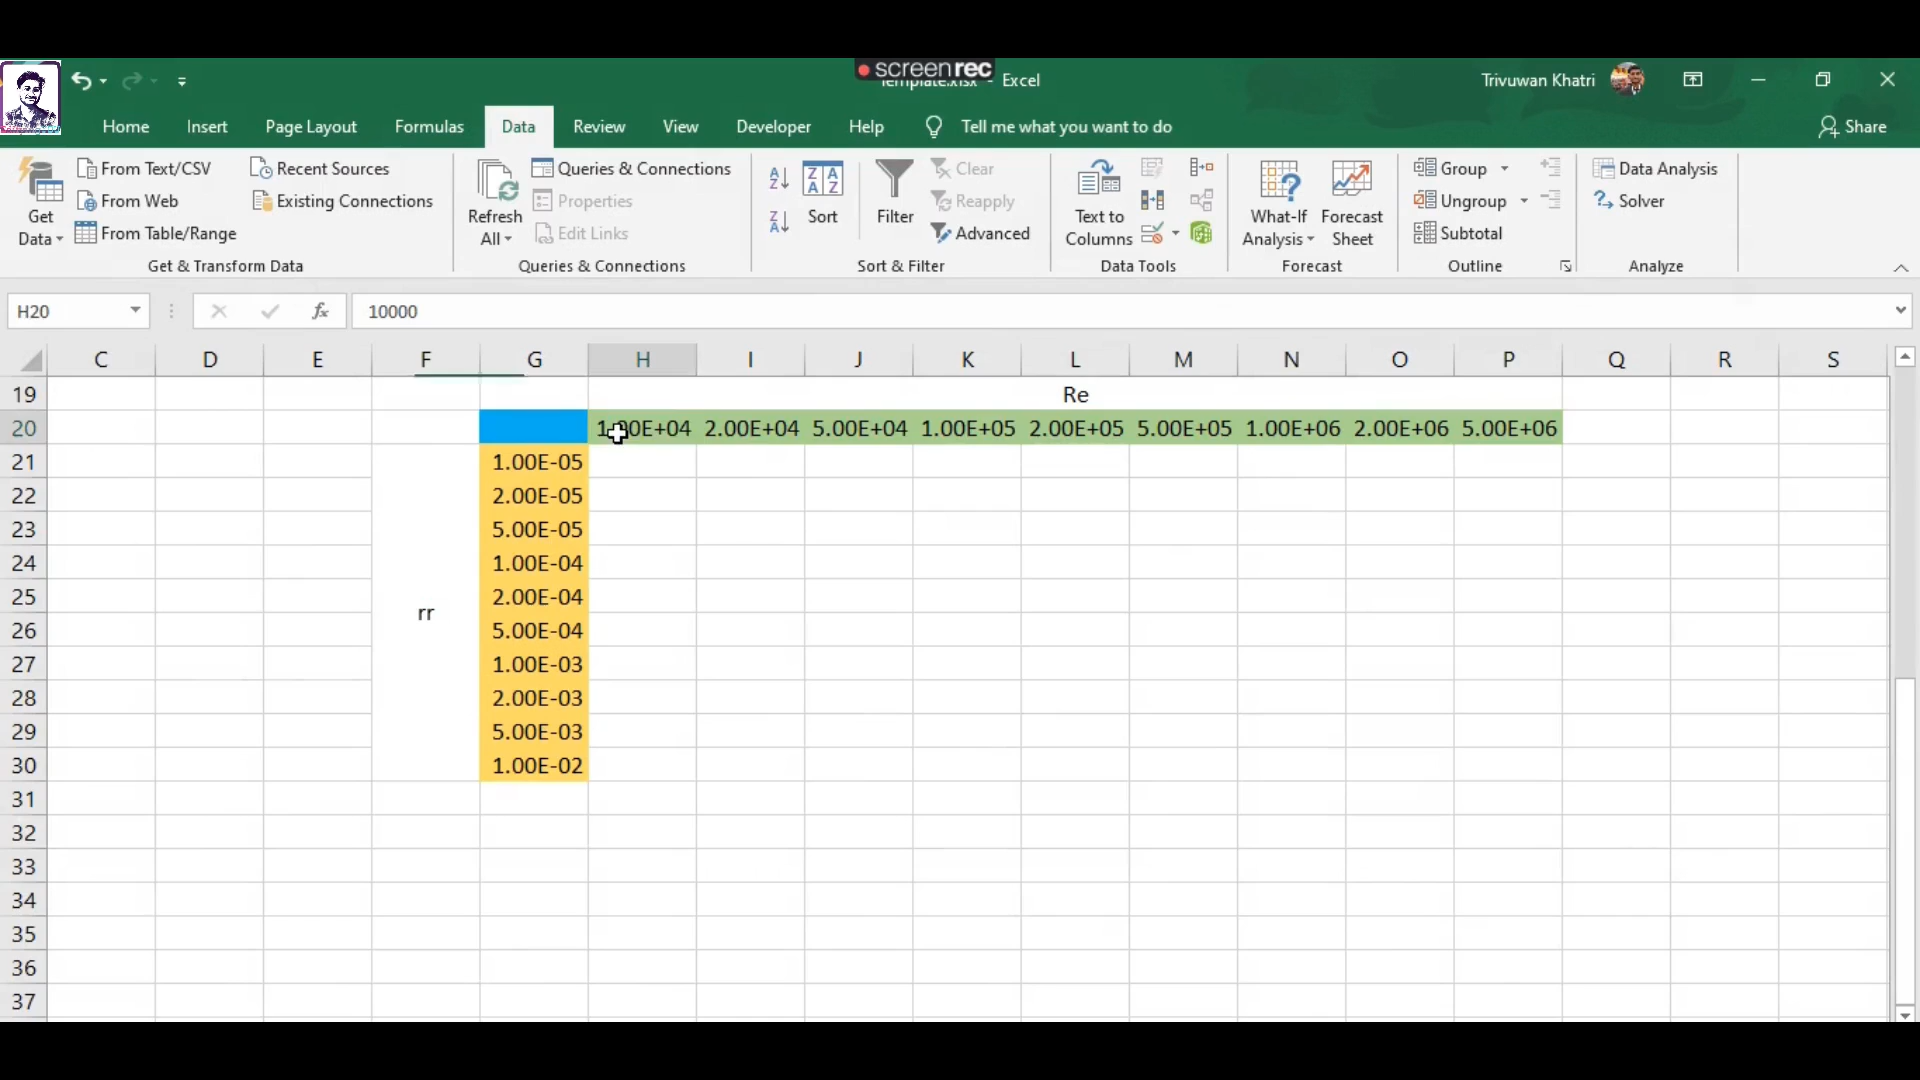 screenrec
Template.xlsx - Excel
Trivuwan Khatri
Home Insert Page Layout Formulas Data Review View Developer Help Tell me what you want to do Share
Get Data
From Text/CSV
From Web
From Table/Range
Recent Sources
Existing Connections
Get & Transform Data
Refresh All
Queries & Connections
Properties
Edit Links
Queries & Connections
Sort
Filter
Clear
Reapply
Advanced
Sort & Filter
Text to Columns
Data Tools
What-If Analysis
Forecast Sheet
Forecast
Group
Ungroup
Subtotal
Outline
Data Analysis
Solver
Analyze
H20 fx 10000
C D E F G H I J K L M N O P Q R S
19 Re
20 1.00E+04 2.00E+04 5.00E+04 1.00E+05 2.00E+05 5.00E+05 1.00E+06 2.00E+06 5.00E+06
21 1.00E-05
22 2.00E-05
23 5.00E-05
24 1.00E-04
25 2.00E-04
rr
26 5.00E-04
27 1.00E-03
28 2.00E-03
29 5.00E-03
30 1.00E-02
31
32
33
34
35
36
37